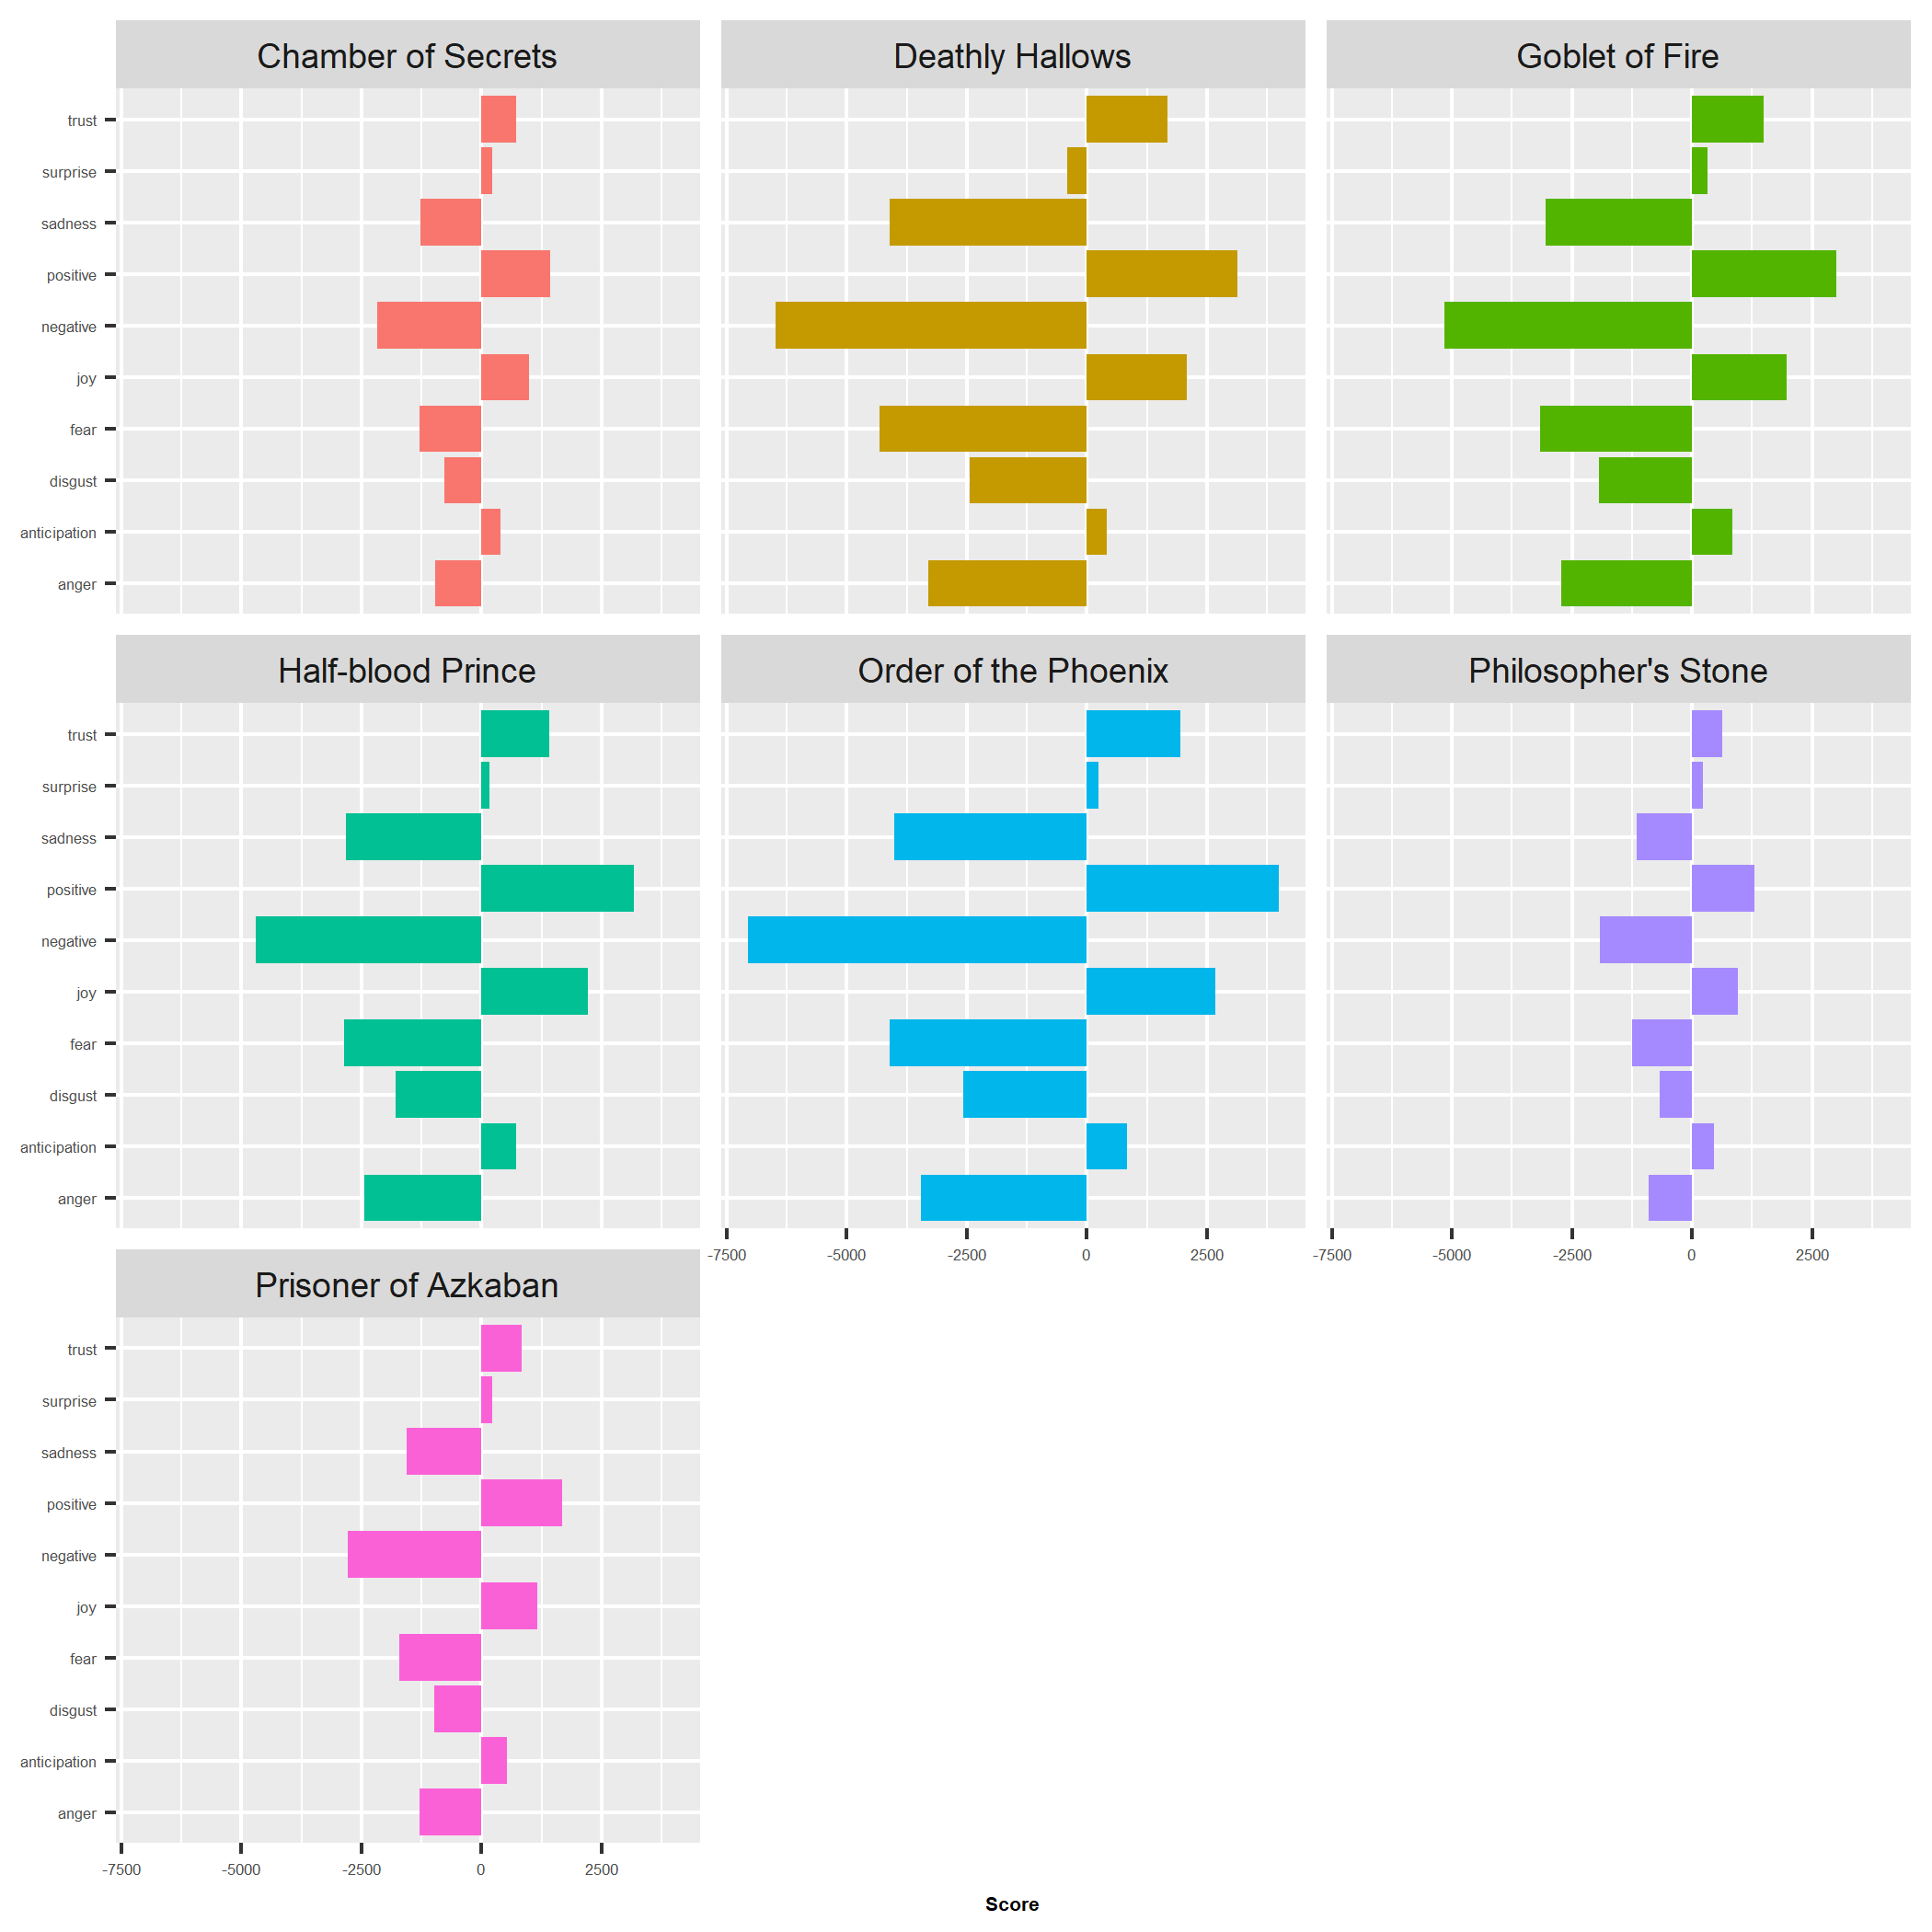 Chamber of Secrets
Deathly Hallows
Goblet of Fire
trust
surprise
sadness
positive
negative
joy
fear
disgust
anticipation
anger
Half-blood Prince
Order of the Phoenix
Philosopher's Stone
trust
surprise
sadness
positive
negative
joy
fear
disgust
anticipation
anger
-7500 -5000 -2500 0 2500
-7500 -5000 -2500 0 2500
Prisoner of Azkaban
trust
surprise
sadness
positive
negative
joy
fear
disgust
anticipation
anger
-7500 -5000 -2500 0 2500
Score